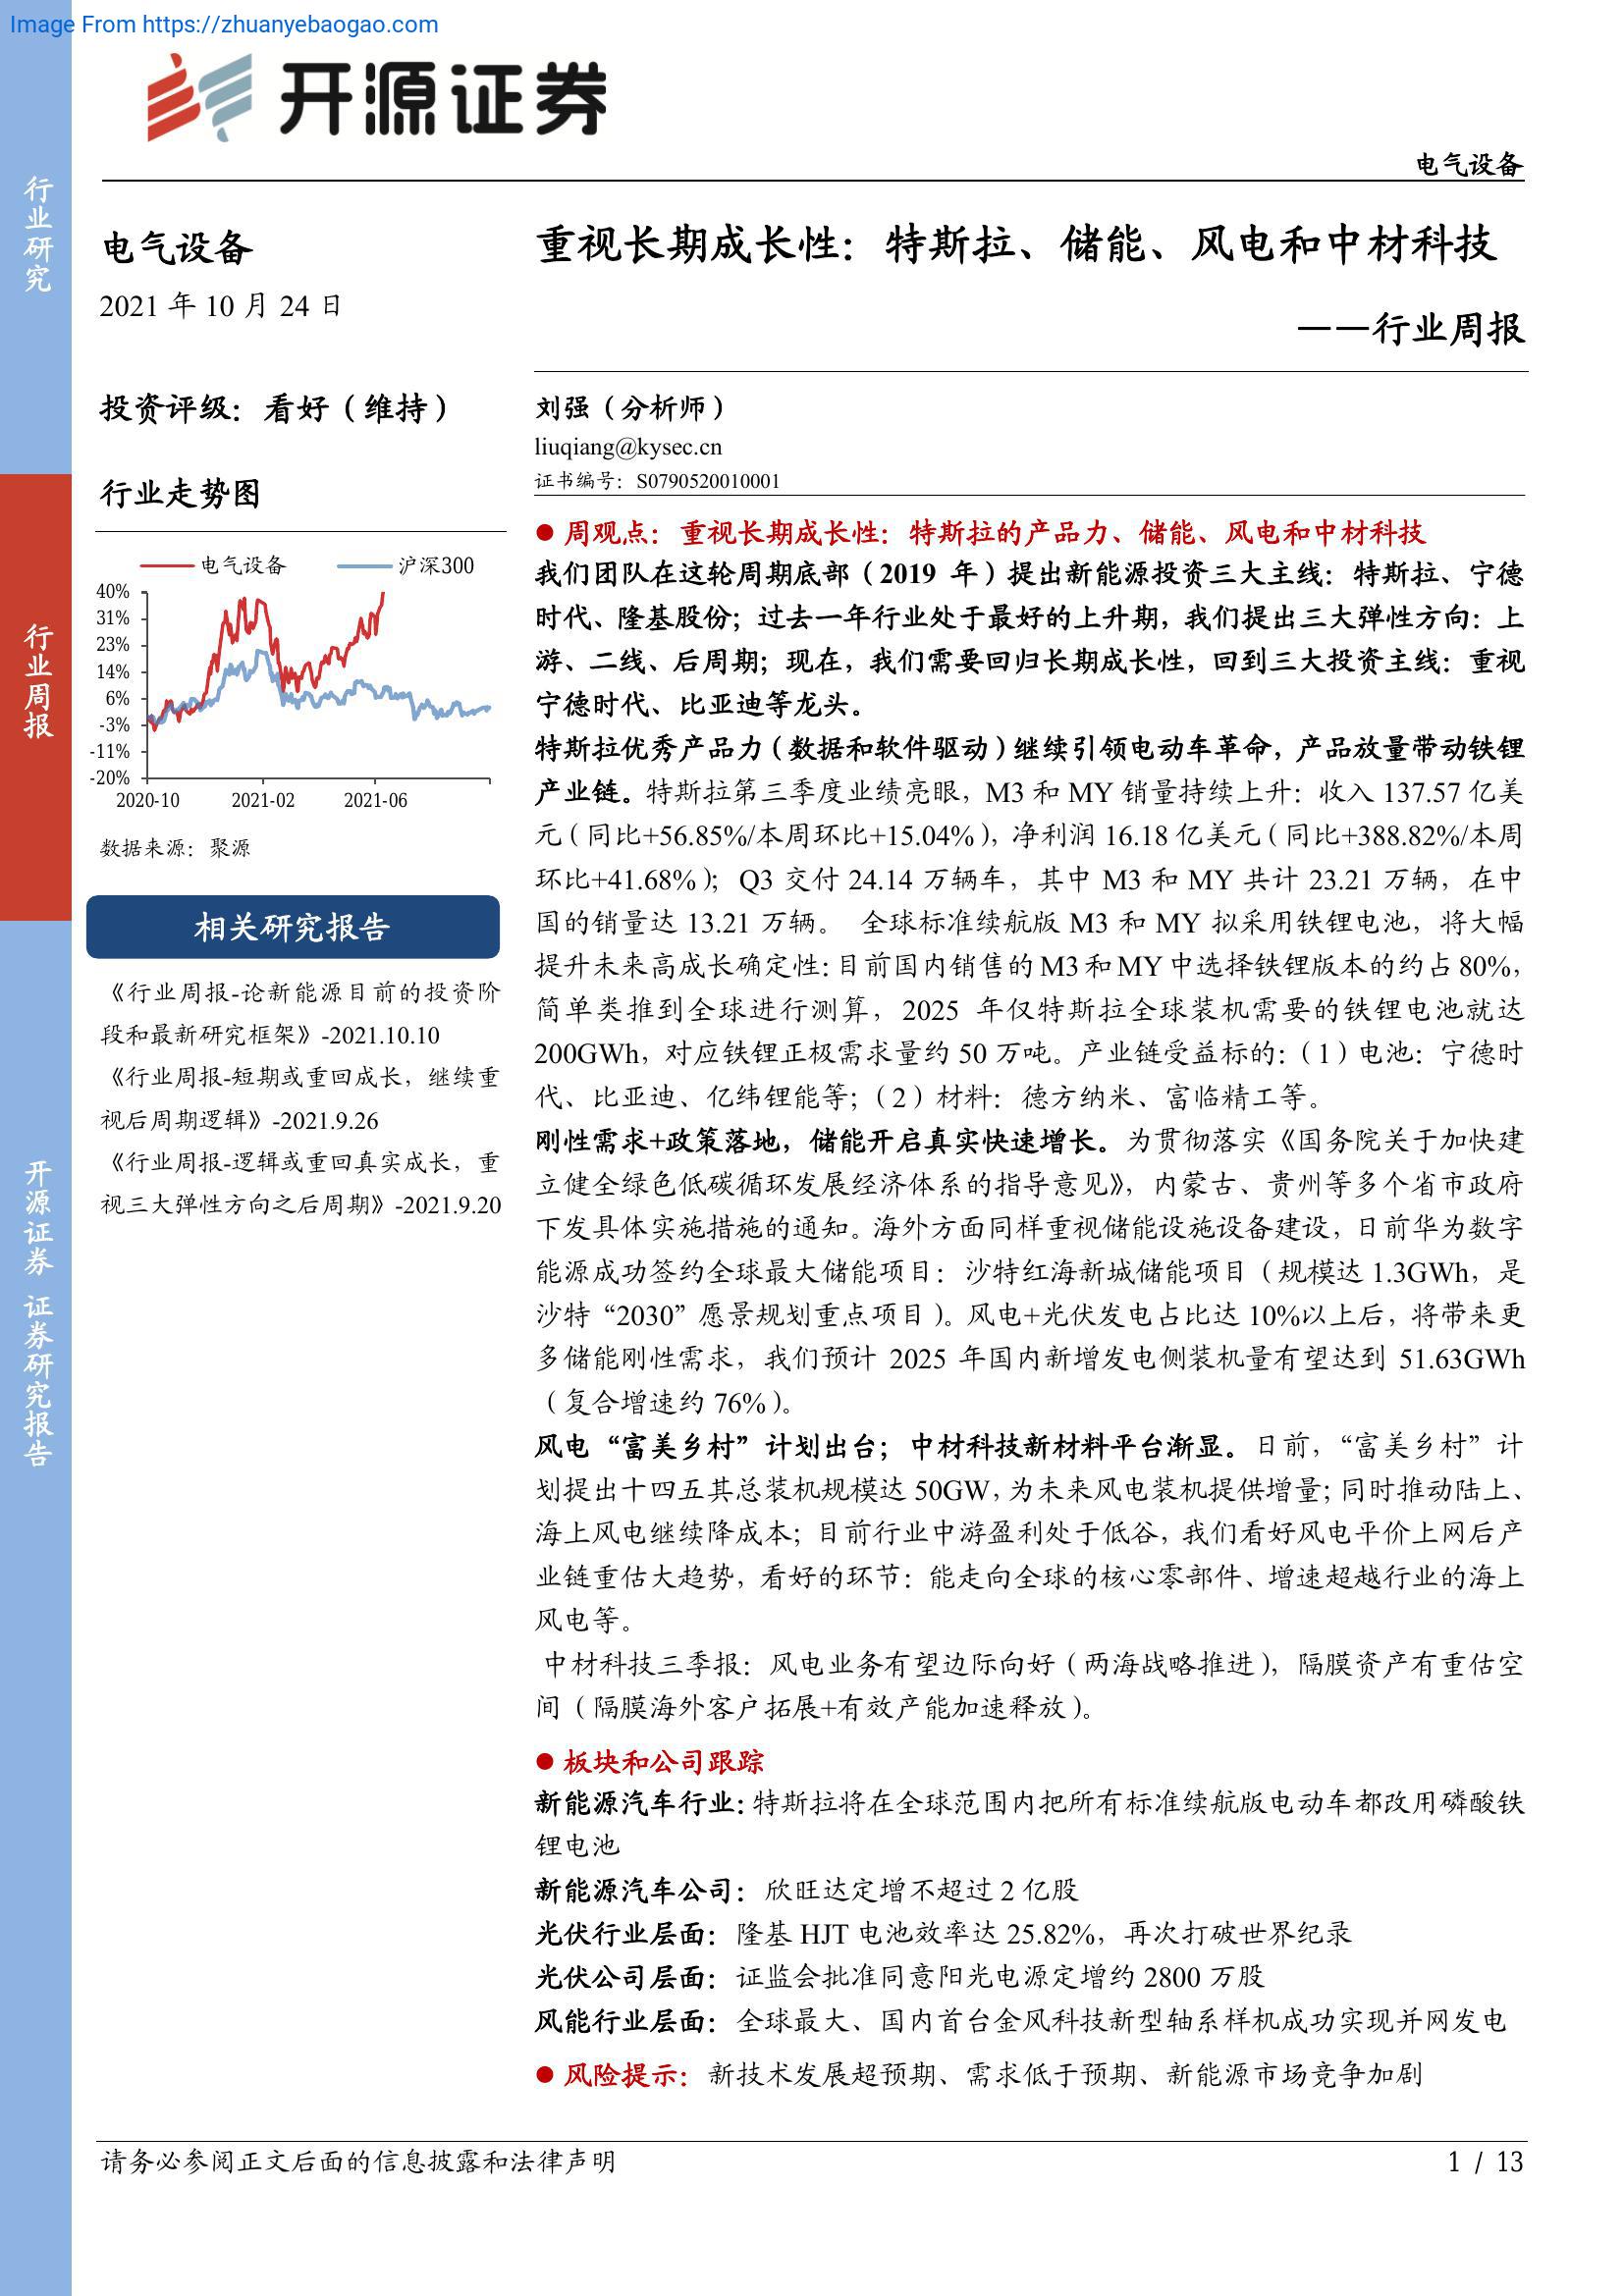 Image From https://zhuanyebaogao.com
开源证券
电气设备
行业研究
行业周报
开源证券 证券研究报告
电气设备
2021 年 10 月 24 日
投资评级：看好（维持）
行业走势图
电气设备 沪深300
40%
31%
23%
14%
6%
-3%
-11%
-20%
2020-10 2021-02 2021-06
数据来源：聚源
相关研究报告
《行业周报-论新能源目前的投资阶
段和最新研究框架》-2021.10.10
《行业周报-短期或重回成长，继续重
视后周期逻辑》-2021.9.26
《行业周报-逻辑或重回真实成长，重
视三大弹性方向之后周期》-2021.9.20
重视长期成长性：特斯拉、储能、风电和中材科技
——行业周报
刘强（分析师）
liuqiang@kysec.cn
证书编号：S0790520010001
● 周观点：重视长期成长性：特斯拉的产品力、储能、风电和中材科技
我们团队在这轮周期底部（2019 年）提出新能源投资三大主线：特斯拉、宁德
时代、隆基股份；过去一年行业处于最好的上升期，我们提出三大弹性方向：上
游、二线、后周期；现在，我们需要回归长期成长性，回到三大投资主线：重视
宁德时代、比亚迪等龙头。
特斯拉优秀产品力（数据和软件驱动）继续引领电动车革命，产品放量带动铁锂
产业链。特斯拉第三季度业绩亮眼，M3 和 MY 销量持续上升：收入 137.57 亿美
元（同比+56.85%/本周环比+15.04%），净利润 16.18 亿美元（同比+388.82%/本周
环比+41.68%）；Q3 交付 24.14 万辆车，其中 M3 和 MY 共计 23.21 万辆，在中
国的销量达 13.21 万辆。 全球标准续航版 M3 和 MY 拟采用铁锂电池，将大幅
提升未来高成长确定性：目前国内销售的 M3 和 MY 中选择铁锂版本的约占 80%，
简单类推到全球进行测算，2025 年仅特斯拉全球装机需要的铁锂电池就达
200GWh，对应铁锂正极需求量约 50 万吨。产业链受益标的：（1）电池：宁德时
代、比亚迪、亿纬锂能等；（2）材料：德方纳米、富临精工等。
刚性需求+政策落地，储能开启真实快速增长。为贯彻落实《国务院关于加快建
立健全绿色低碳循环发展经济体系的指导意见》，内蒙古、贵州等多个省市政府
下发具体实施措施的通知。海外方面同样重视储能设施设备建设，日前华为数字
能源成功签约全球最大储能项目：沙特红海新城储能项目（规模达 1.3GWh，是
沙特“2030”愿景规划重点项目）。风电+光伏发电占比达 10%以上后，将带来更
多储能刚性需求，我们预计 2025 年国内新增发电侧装机量有望达到 51.63GWh
（复合增速约 76%）。
风电“富美乡村”计划出台；中材科技新材料平台渐显。日前，“富美乡村”计
划提出十四五其总装机规模达 50GW，为未来风电装机提供增量；同时推动陆上、
海上风电继续降成本；目前行业中游盈利处于低谷，我们看好风电平价上网后产
业链重估大趋势，看好的环节：能走向全球的核心零部件、增速超越行业的海上
风电等。
中材科技三季报：风电业务有望边际向好（两海战略推进），隔膜资产有重估空
间（隔膜海外客户拓展+有效产能加速释放）。
● 板块和公司跟踪
新能源汽车行业：特斯拉将在全球范围内把所有标准续航版电动车都改用磷酸铁
锂电池
新能源汽车公司：欣旺达定增不超过 2 亿股
光伏行业层面：隆基 HJT 电池效率达 25.82%，再次打破世界纪录
光伏公司层面：证监会批准同意阳光电源定增约 2800 万股
风能行业层面：全球最大、国内首台金风科技新型轴系样机成功实现并网发电
● 风险提示：新技术发展超预期、需求低于预期、新能源市场竞争加剧
请务必参阅正文后面的信息披露和法律声明
1 / 13